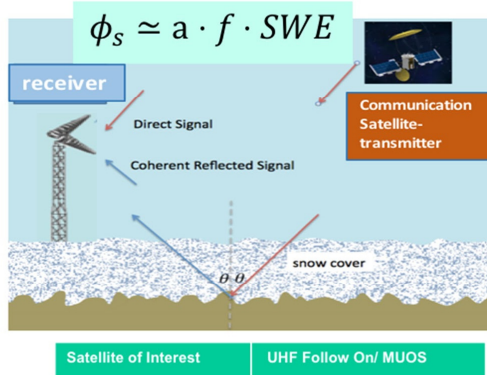 ϕₛ ≃ a · f · SWE
receiver
Communication
Satellite-
transmitter
Direct Signal
Coherent Reflected Signal
snow cover
θ θ
Satellite of Interest UHF Follow On/ MUOS